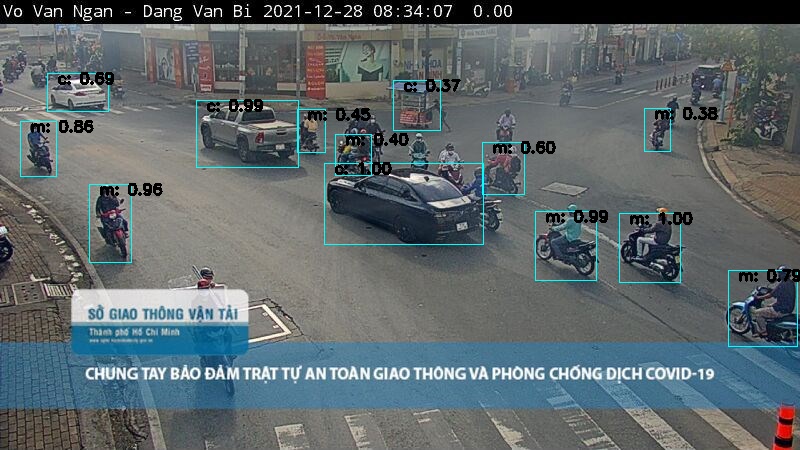 Vo Van Ngan - Dang Van Bi 2021-12-28 08:34:07 0.00
c: 0.69
c: 0.99
c: 0.37
m: 0.45
m: 0.38
m: 0.86
m: 0.40
m: 0.60
c: 1.00
m: 0.96
m: 0.99
m: 1.00
m: 0.79
SỞ GIAO THÔNG VẬN TẢI
Thành phố Hồ Chí Minh
CHUNG TAY BẢO ĐẢM TRẬT TỰ AN TOÀN GIAO THÔNG VÀ PHÒNG CHỐNG DỊCH COVID-19